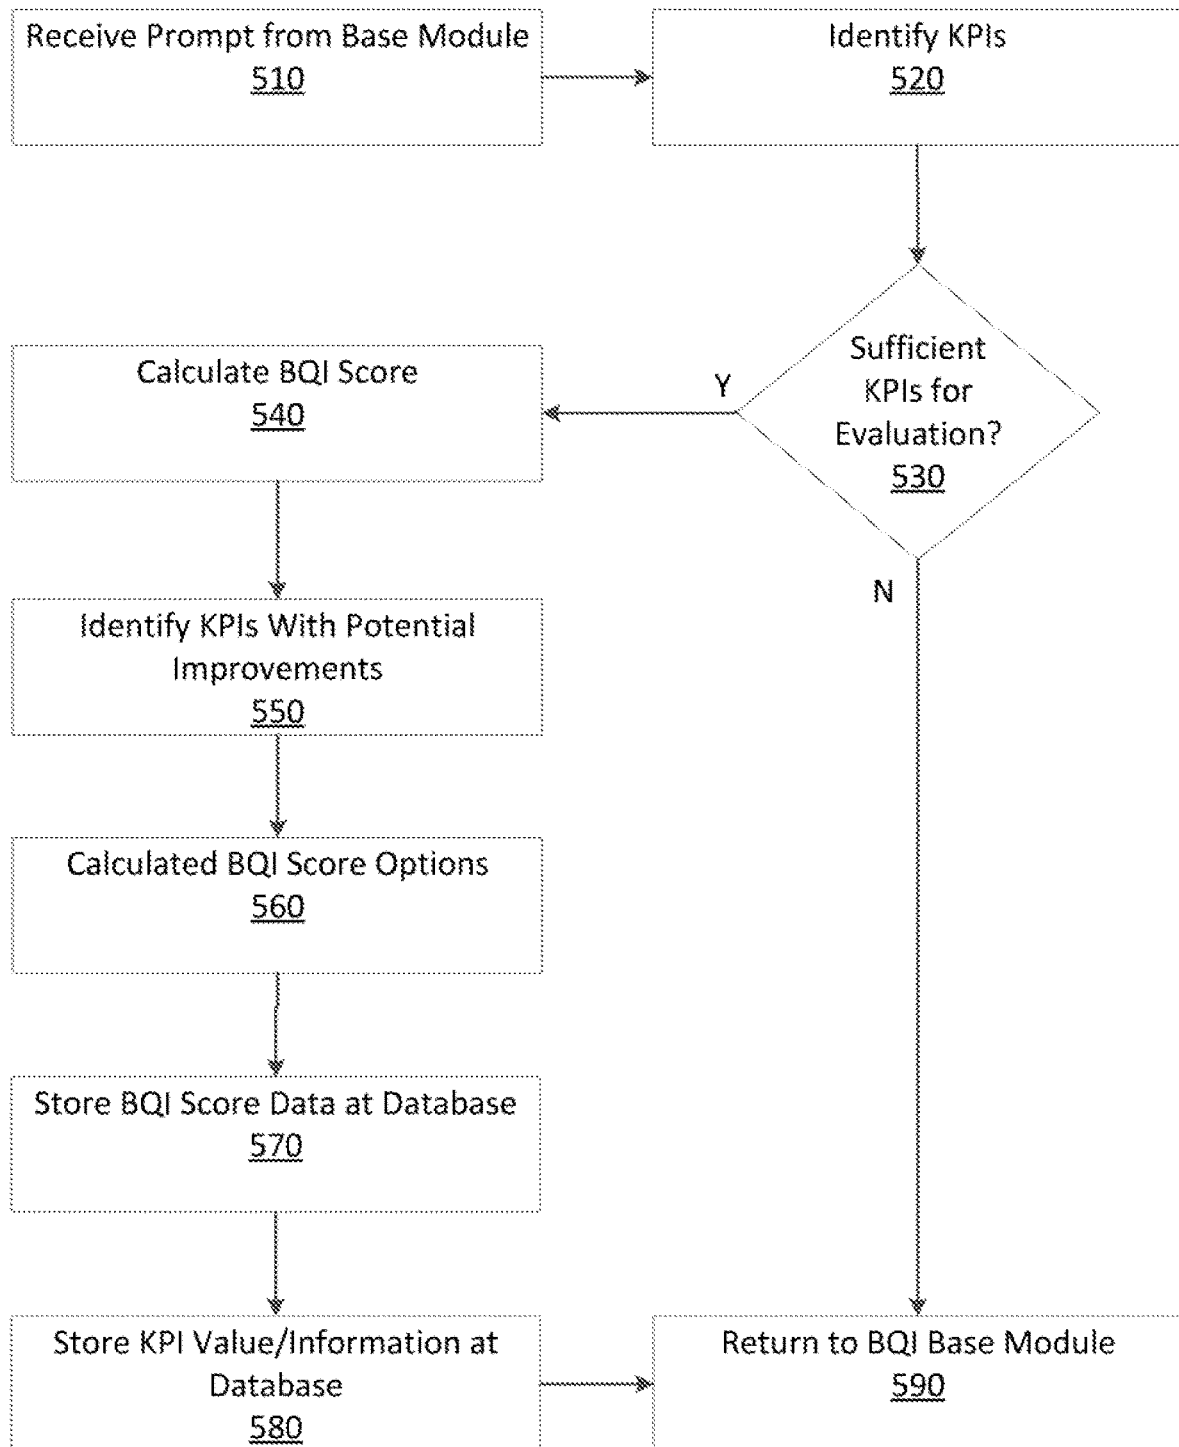 Receive Prompt from Base Module
510
Identify KPIs
520
Sufficient
KPIs for
Evaluation?
530
Y
N
Calculate BQI Score
540
Identify KPIs With Potential
Improvements
550
Calculated BQI Score Options
560
Store BQI Score Data at Database
570
Store KPI Value/Information at
Database
580
Return to BQI Base Module
590